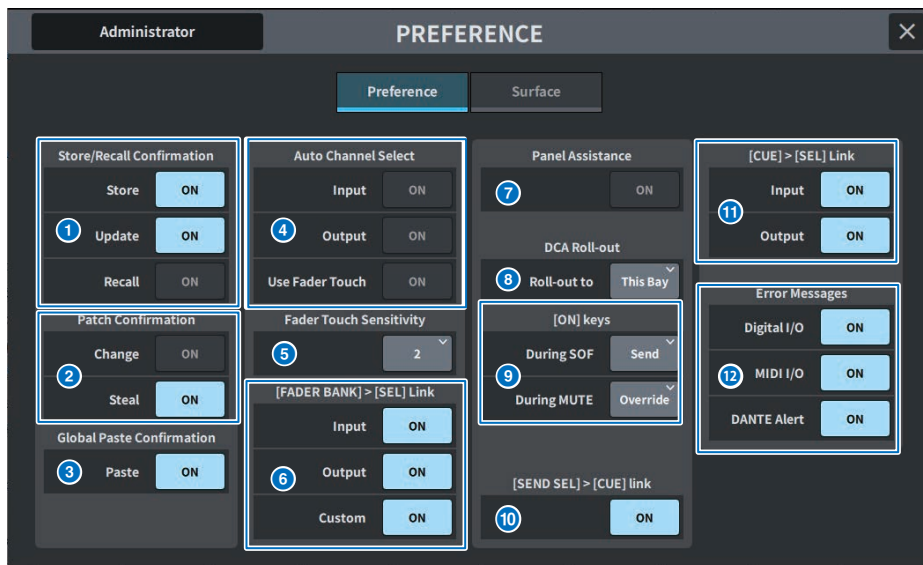 Administrator
PREFERENCE
Preference
Surface
Store/Recall Confirmation
Store ON
1 Update ON
Recall ON
Patch Confirmation
Change ON
2
Steal ON
Global Paste Confirmation
3 Paste ON
Auto Channel Select
Input ON
4 Output ON
Use Fader Touch ON
Fader Touch Sensitivity
5 2
[FADER BANK] > [SEL] Link
Input ON
6 Output ON
Custom ON
Panel Assistance
7 ON
DCA Roll-out
8 Roll-out to This Bay
[ON] keys
During SOF Send
9
During MUTE Override
[SEND SEL] > [CUE] link
10 ON
[CUE] > [SEL] Link
Input ON
11
Output ON
Error Messages
Digital I/O ON
12 MIDI I/O ON
DANTE Alert ON